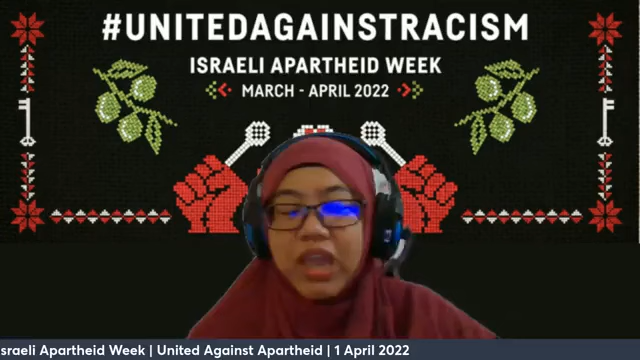 #UNITEDAGAINSTRACISM
ISRAELI APARTHEID WEEK
MARCH - APRIL 2022
sraeli Apartheid Week | United Against Apartheid | 1 April 2022